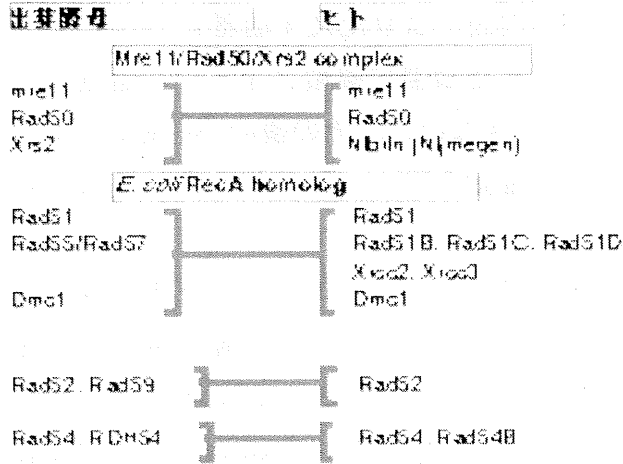 出芽酵母 ヒト
Mre11/Rad50/Xrs2 complex
mre11 mre11
Rad50 Rad50
Xrs2 Nibrin (Nijmegen)
E. coli RecA homolog
Rad51 Rad51
Rad55/Rad57 Rad51B. Rad51C. Rad51D
Xrcc2. Xrcc3
Dmc1 Dmc1
Rad52. Rad59 Rad52
Rad54. RDH54 Rad54. Rad54B